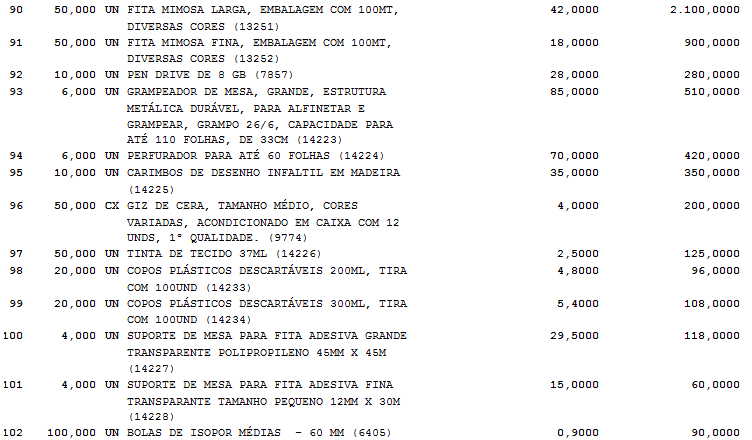 90 50,000 UN FITA MIMOSA LARGA, EMBALAGEM COM 100MT, 42,0000 2.100,0000
DIVERSAS CORES (13251)
91 50,000 UN FITA MIMOSA FINA, EMBALAGEM COM 100MT, 18,0000 900,0000
DIVERSAS CORES (13252)
92 10,000 UN PEN DRIVE DE 8 GB (7857) 28,0000 280,0000
93 6,000 UN GRAMPEADOR DE MESA, GRANDE, ESTRUTURA 85,0000 510,0000
METÁLICA DURÁVEL, PARA ALFINETAR E
GRAMPEAR, GRAMPO 26/6, CAPACIDADE PARA
ATÉ 110 FOLHAS, DE 33CM (14223)
94 6,000 UN PERFURADOR PARA ATÉ 60 FOLHAS (14224) 70,0000 420,0000
95 10,000 UN CARIMBOS DE DESENHO INFALTIL EM MADEIRA 35,0000 350,0000
(14225)
96 50,000 CX GIZ DE CERA, TAMANHO MÉDIO, CORES 4,0000 200,0000
VARIADAS, ACONDICIONADO EM CAIXA COM 12
UNDS, 1ª QUALIDADE. (9774)
97 50,000 UN TINTA DE TECIDO 37ML (14226) 2,5000 125,0000
98 20,000 UN COPOS PLÁSTICOS DESCARTÁVEIS 200ML, TIRA 4,8000 96,0000
COM 100UND (14233)
99 20,000 UN COPOS PLÁSTICOS DESCARTÁVEIS 300ML, TIRA 5,4000 108,0000
COM 100UND (14234)
100 4,000 UN SUPORTE DE MESA PARA FITA ADESIVA GRANDE 29,5000 118,0000
TRANSPARENTE POLIPROPILENO 45MM X 45M
(14227)
101 4,000 UN SUPORTE DE MESA PARA FITA ADESIVA FINA 15,0000 60,0000
TRANSPARANTE TAMANHO PEQUENO 12MM X 30M
(14228)
102 100,000 UN BOLAS DE ISOPOR MÉDIAS - 60 MM (6405) 0,9000 90,0000